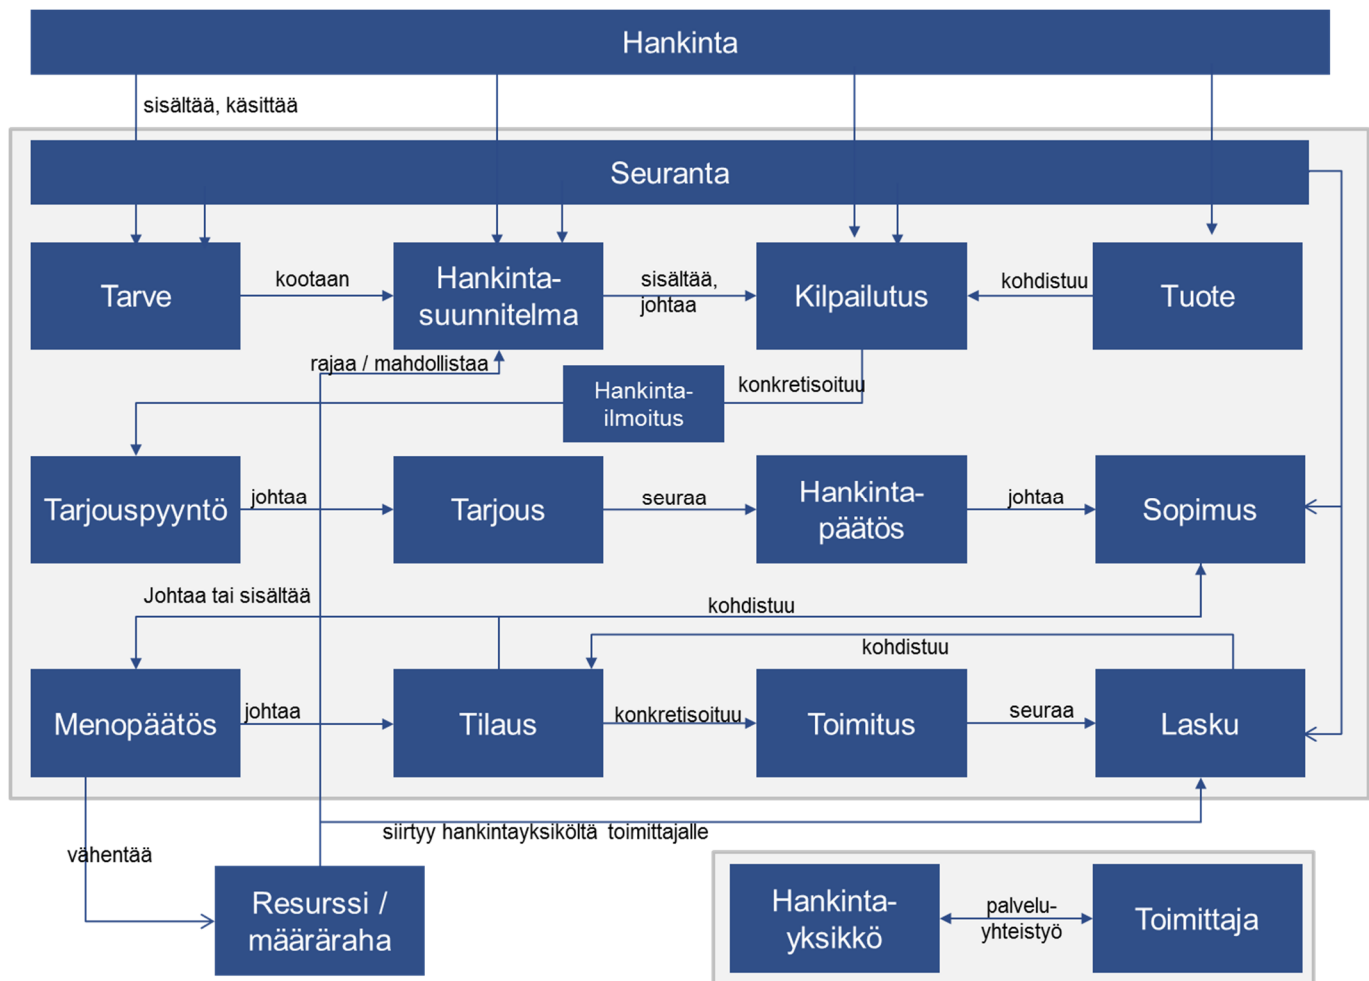 Hankinta
sisältää, käsittää
Seuranta
Tarve
kootaan
Hankinta-
suunnitelma
sisältää,
johtaa
Kilpailutus
kohdistuu
Tuote
rajaa / mahdollistaa
Hankinta-
ilmoitus
konkretisoituu
Tarjouspyyntö
johtaa
Tarjous
seuraa
Hankinta-
päätös
johtaa
Sopimus
Johtaa tai sisältää
kohdistuu
kohdistuu
Menopäätös
johtaa
Tilaus
konkretisoituu
Toimitus
seuraa
Lasku
siirtyy hankintayksiköltä toimittajalle
vähentää
Resurssi /
määräraha
Hankinta-
yksikkö
palvelu-
yhteistyö
Toimittaja